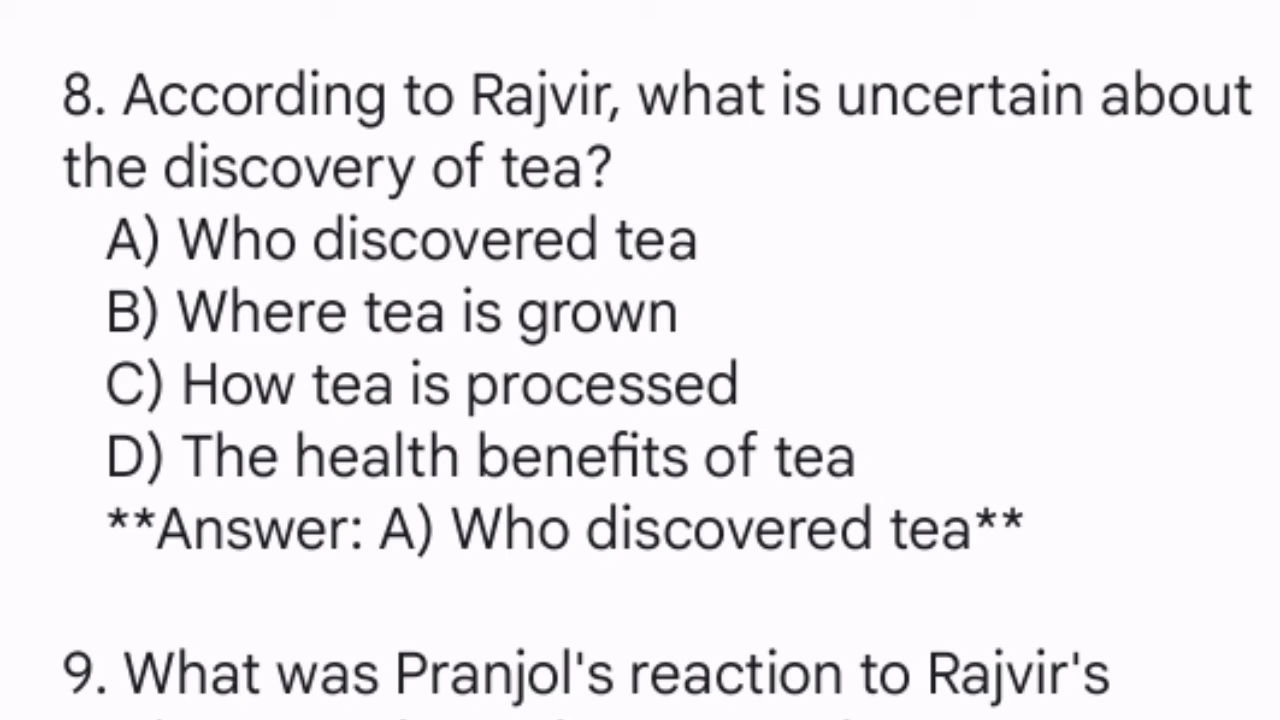 8. According to Rajvir, what is uncertain about
the discovery of tea?
A) Who discovered tea
B) Where tea is grown
C) How tea is processed
D) The health benefits of tea
**Answer: A) Who discovered tea**
9. What was Pranjol's reaction to Rajvir's